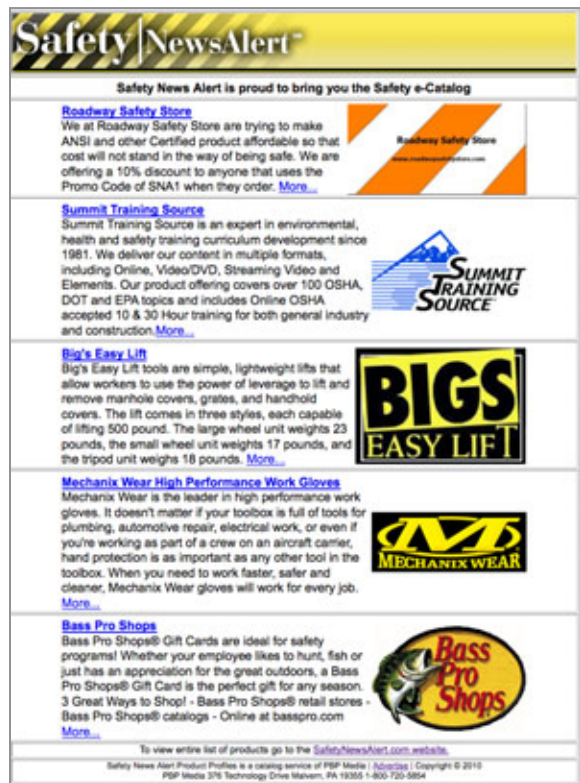 Safety|NewsAlert™
Safety News Alert is proud to bring you the Safety e-Catalog
Roadway Safety Store
We at Roadway Safety Store are trying to make
ANSI and other Certified product affordable so that
cost will not stand in the way of being safe. We are
offering a 10% discount to anyone that uses the
Promo Code of SNA1 when they order. More...
Roadway Safety Store
www.roadwaysafetystore.com
Summit Training Source
Summit Training Source is an expert in environmental,
health and safety training curriculum development since
1981. We deliver our content in multiple formats,
including Online, Video/DVD, Streaming Video and
Elements. Our product offering covers over 100 OSHA,
DOT and EPA topics and includes Online OSHA
accepted 10 & 30 Hour training for both general industry
and construction.More...
SUMMIT
TRAINING
SOURCE
Big's Easy Lift
Big's Easy Lift tools are simple, lightweight lifts that
allow workers to use the power of leverage to lift and
remove manhole covers, grates, and handhold
covers. The lift comes in three styles, each capable
of lifting 500 pound. The large wheel unit weights 23
pounds, the small wheel unit weights 17 pounds, and
the tripod unit weighs 18 pounds. More...
BIGS
EASY LIFT
Mechanix Wear High Performance Work Gloves
Mechanix Wear is the leader in high performance work
gloves. It doesn't matter if your toolbox is full of tools for
plumbing, automotive repair, electrical work, or even if
you're working as part of a crew on an aircraft carrier,
hand protection is as important as any other tool in the
toolbox. When you need to work faster, safer and
cleaner, Mechanix Wear gloves will work for every job.
More...
M
MECHANIX WEAR
Bass Pro Shops
Bass Pro Shops® Gift Cards are ideal for safety
programs! Whether your employee likes to hunt, fish or
just has an appreciation for the great outdoors, a Bass
Pro Shops® Gift Card is the perfect gift for any season.
3 Great Ways to Shop! - Bass Pro Shops® retail stores -
Bass Pro Shops® catalogs - Online at basspro.com
More...
Bass
Pro
Shops
To view entire list of products go to the SafetyNewsAlert.com website.
Safety News Alert Product Profiles is a catalog service of PBP Media | Advertise | Copyright © 2010
PBP Media 376 Technology Drive Malvern, PA 19355 1-800-720-5854